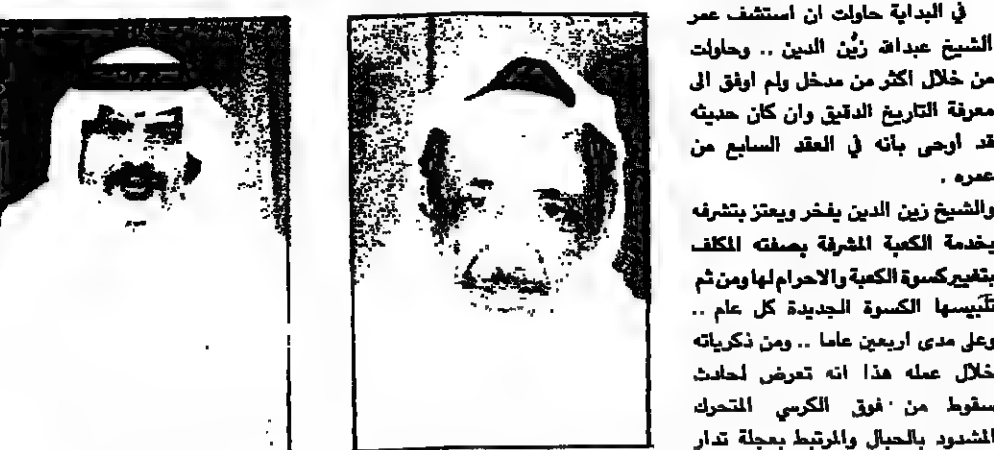 في البداية حاولت ان استشف عمر
الشيخ عبدالله زيُن الدين .. وحاولت
من خلال اكثر من مدخل ولم اوفق الى
معرفة التاريخ الدقيق وان كان حديثه
قد أوحى بأنه في العقد السابع من
عمره .
والشيخ زين الدين يفخر ويعتز بتشرفه
بخدمة الكعبة المشرفة بصفته المكلف
بتغيير كسوة الكعبة والاحرام لها ومن ثم
تلبيسها الكسوة الجديدة كل عام ..
وعلى مدى اربعين عاما .. ومن ذكرياته
خلال عمله هذا انه تعرض لحادث
سقوط من فوق الكرسي المتحرك
المشدود بالحبال والمرتبط بعجلة تدار